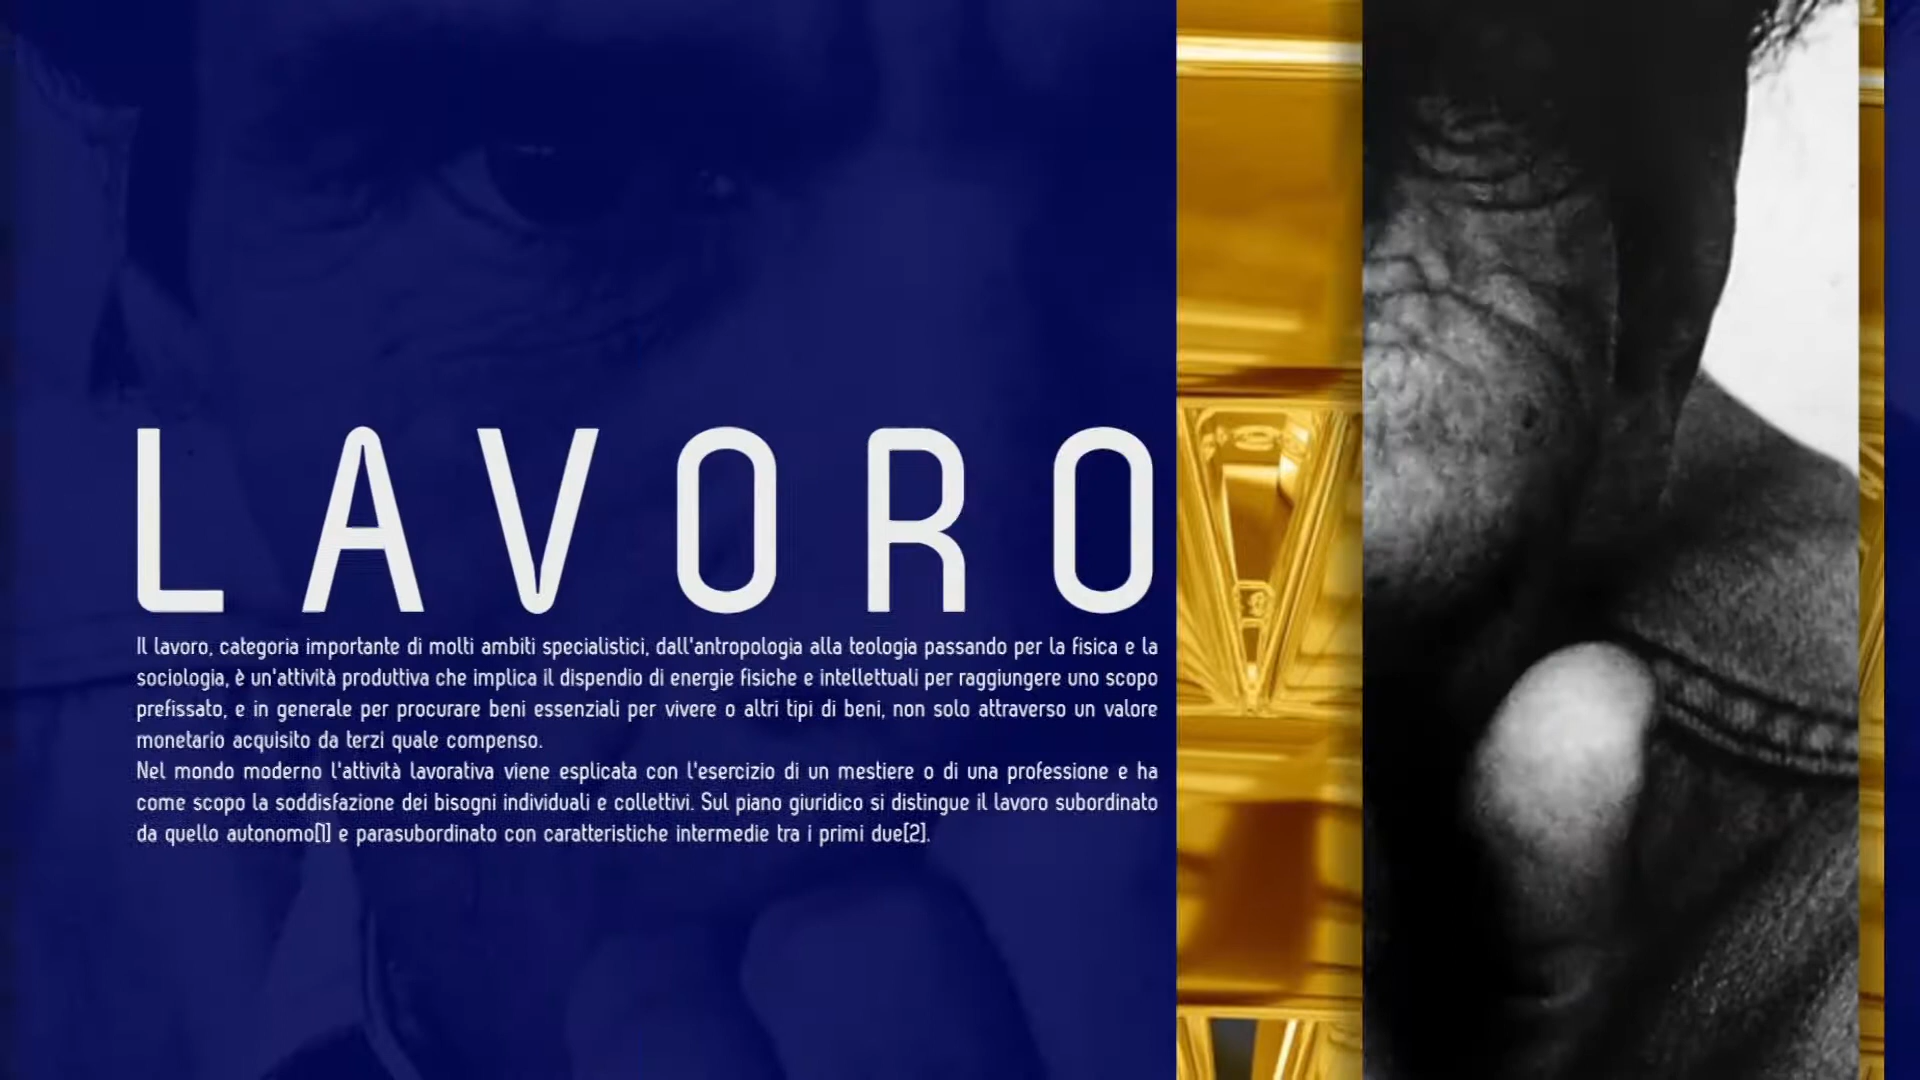 LAVORO
Il lavoro, categoria importante di molti ambiti specialistici, dall'antropologia alla teologia passando per la fisica e la
sociologia, è un'attività produttiva che implica il dispendio di energie fisiche e intellettuali per raggiungere uno scopo
prefissato, e in generale per procurare beni essenziali per vivere o altri tipi di beni, non solo attraverso un valore
monetario acquisito da terzi quale compenso.
Nel mondo moderno l'attività lavorativa viene esplicata con l'esercizio di un mestiere o di una professione e ha
come scopo la soddisfazione dei bisogni individuali e collettivi. Sul piano giuridico si distingue il lavoro subordinato
da quello autonomo[1] e parasubordinato con caratteristiche intermedie tra i primi due[2].